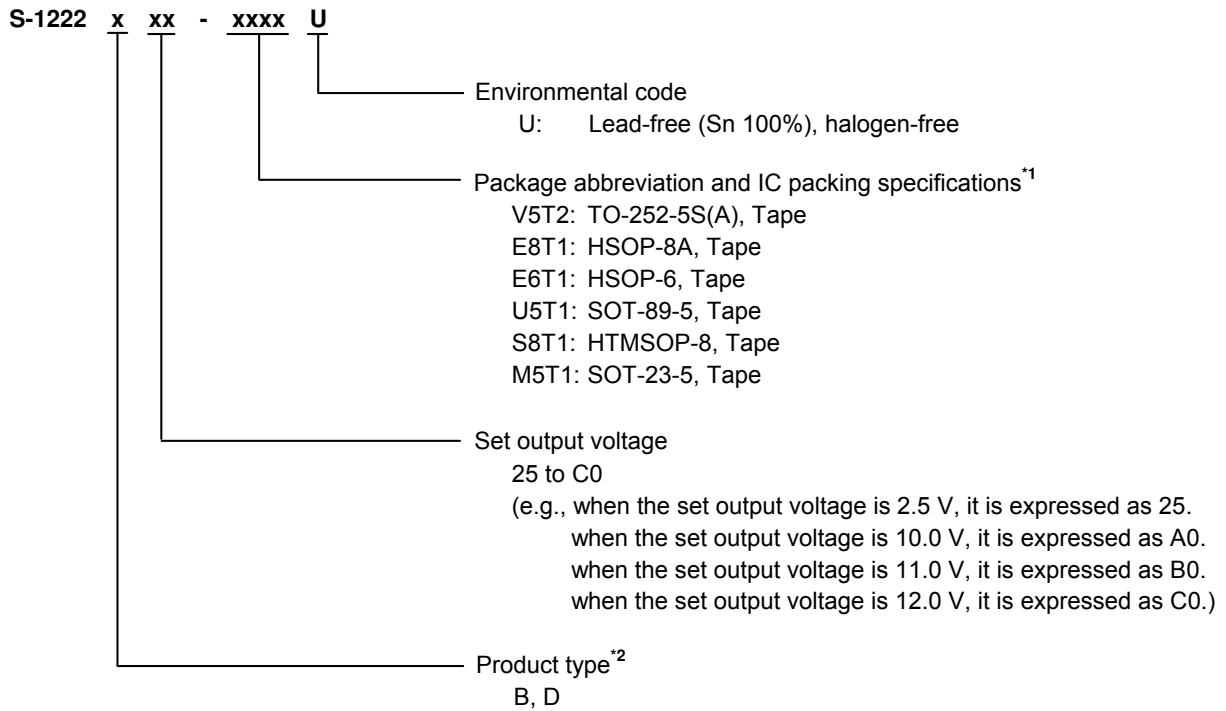 S-1222 x xx - xxxx U
Environmental code
U: Lead-free (Sn 100%), halogen-free
Package abbreviation and IC packing specifications*1
V5T2: TO-252-5S(A), Tape
E8T1: HSOP-8A, Tape
E6T1: HSOP-6, Tape
U5T1: SOT-89-5, Tape
S8T1: HTMSOP-8, Tape
M5T1: SOT-23-5, Tape
Set output voltage
25 to C0
(e.g., when the set output voltage is 2.5 V, it is expressed as 25.
when the set output voltage is 10.0 V, it is expressed as A0.
when the set output voltage is 11.0 V, it is expressed as B0.
when the set output voltage is 12.0 V, it is expressed as C0.)
Product type*2
B, D